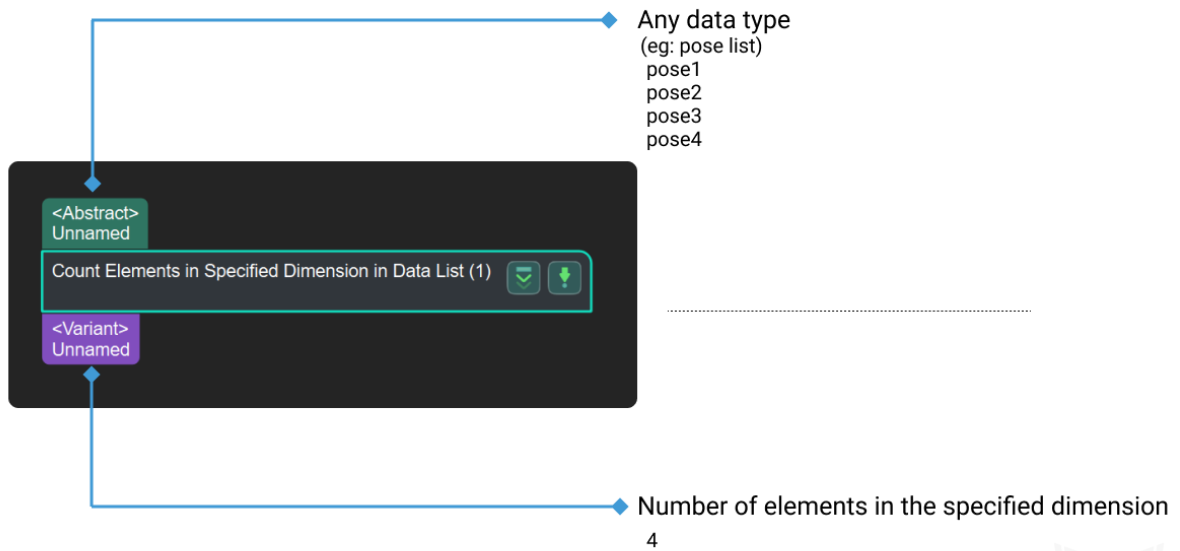 Any data type
(eg: pose list)
pose1
pose2
pose3
pose4
<Abstract>
Unnamed
Count Elements in Specified Dimension in Data List (1)
<Variant>
Unnamed
Number of elements in the specified dimension
4